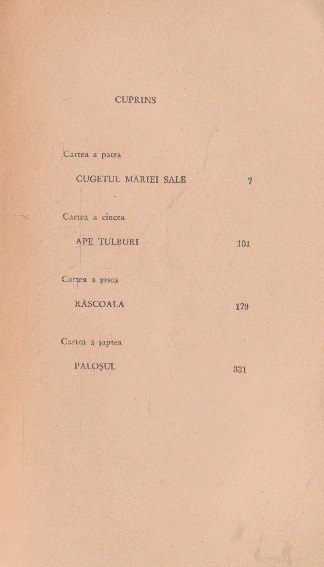 CUPRINS
Cartea a patra
CUGETUL MĂRIEI SALE 7
Cartea a cincea
APE TULBURI 101
Cartea a șasea
RĂSCOALA 179
Cartea a șaptea
PALOȘUL 331